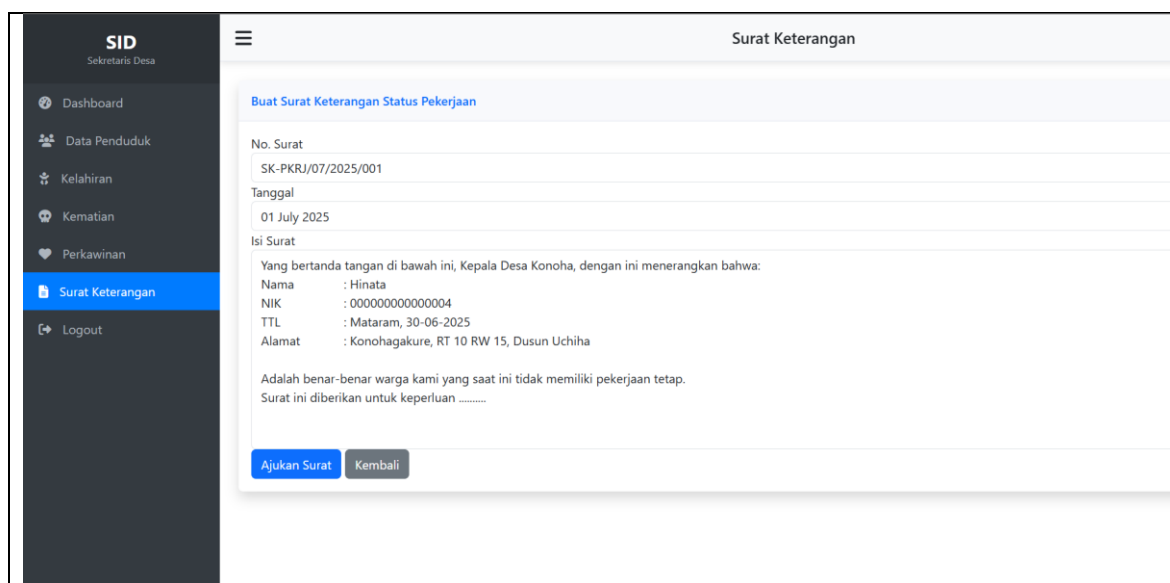 SID
Sekretaris Desa
Dashboard
Data Penduduk
Kelahiran
Kematian
Perkawinan
Surat Keterangan
Logout
Surat Keterangan
Buat Surat Keterangan Status Pekerjaan
No. Surat
SK-PKRJ/07/2025/001
Tanggal
01 July 2025
Isi Surat
Yang bertanda tangan di bawah ini, Kepala Desa Konoha, dengan ini menerangkan bahwa:
Nama : Hinata
NIK : 000000000000004
TTL : Mataram, 30-06-2025
Alamat : Konohagakure, RT 10 RW 15, Dusun Uchiha
Adalah benar-benar warga kami yang saat ini tidak memiliki pekerjaan tetap.
Surat ini diberikan untuk keperluan ..........
Ajukan Surat Kembali